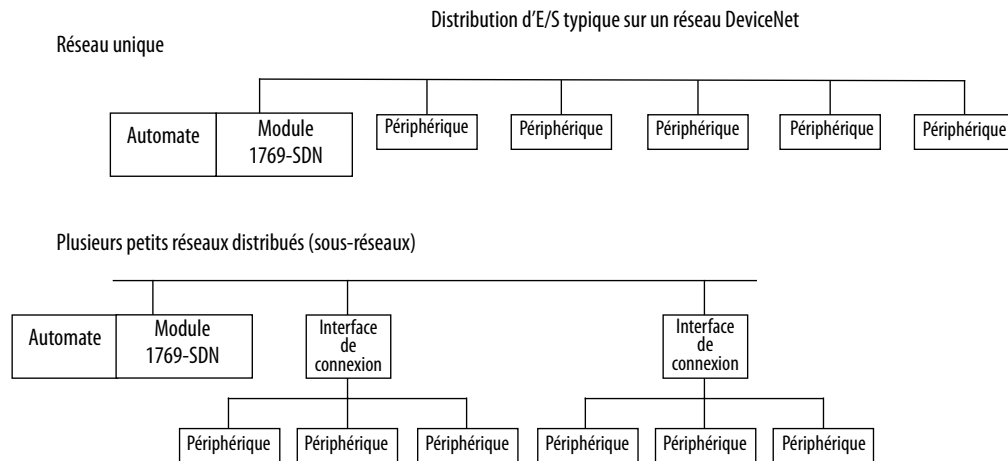 Distribution d’E/S typique sur un réseau DeviceNet
Réseau unique
Automate
Module
1769-SDN
Périphérique
Périphérique
Périphérique
Périphérique
Périphérique
Plusieurs petits réseaux distribués (sous-réseaux)
Automate
Module
1769-SDN
Interface
de
connexion
Interface
de
connexion
Périphérique
Périphérique
Périphérique
Périphérique
Périphérique
Périphérique